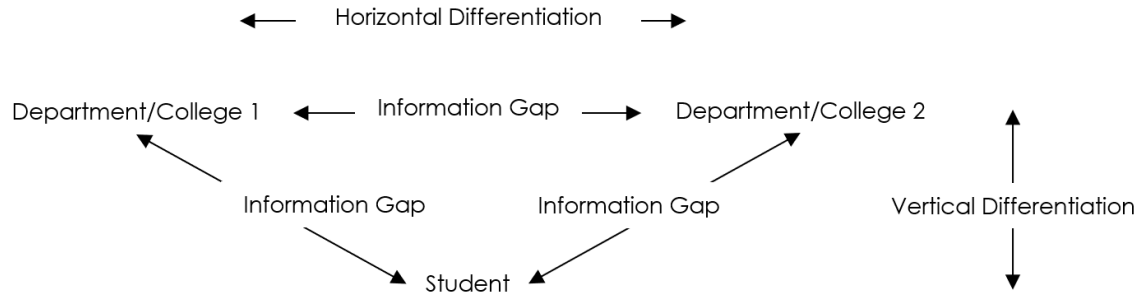 Horizontal Differentiation
Department/College 1 Information Gap Department/College 2
Information Gap Information Gap Vertical Differentiation
Student